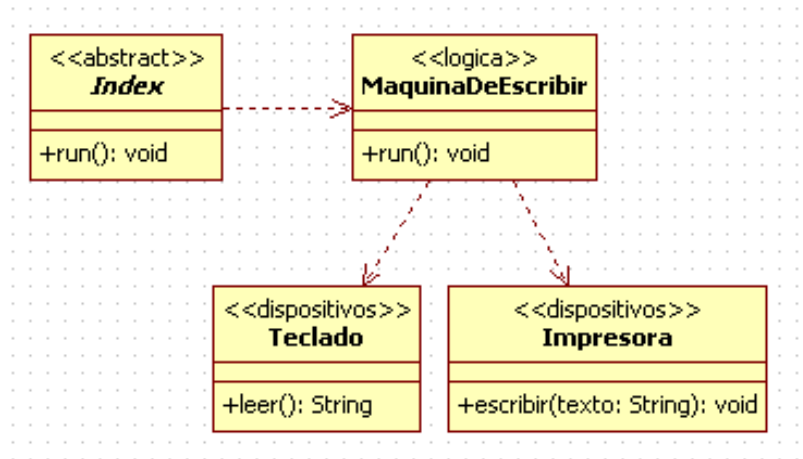 <<abstract>>
Index
+run(): void
<<logica>>
MaquinaDeEscribir
+run(): void
<<dispositivos>>
Teclado
+leer(): String
<<dispositivos>>
Impresora
+escribir(texto: String): void